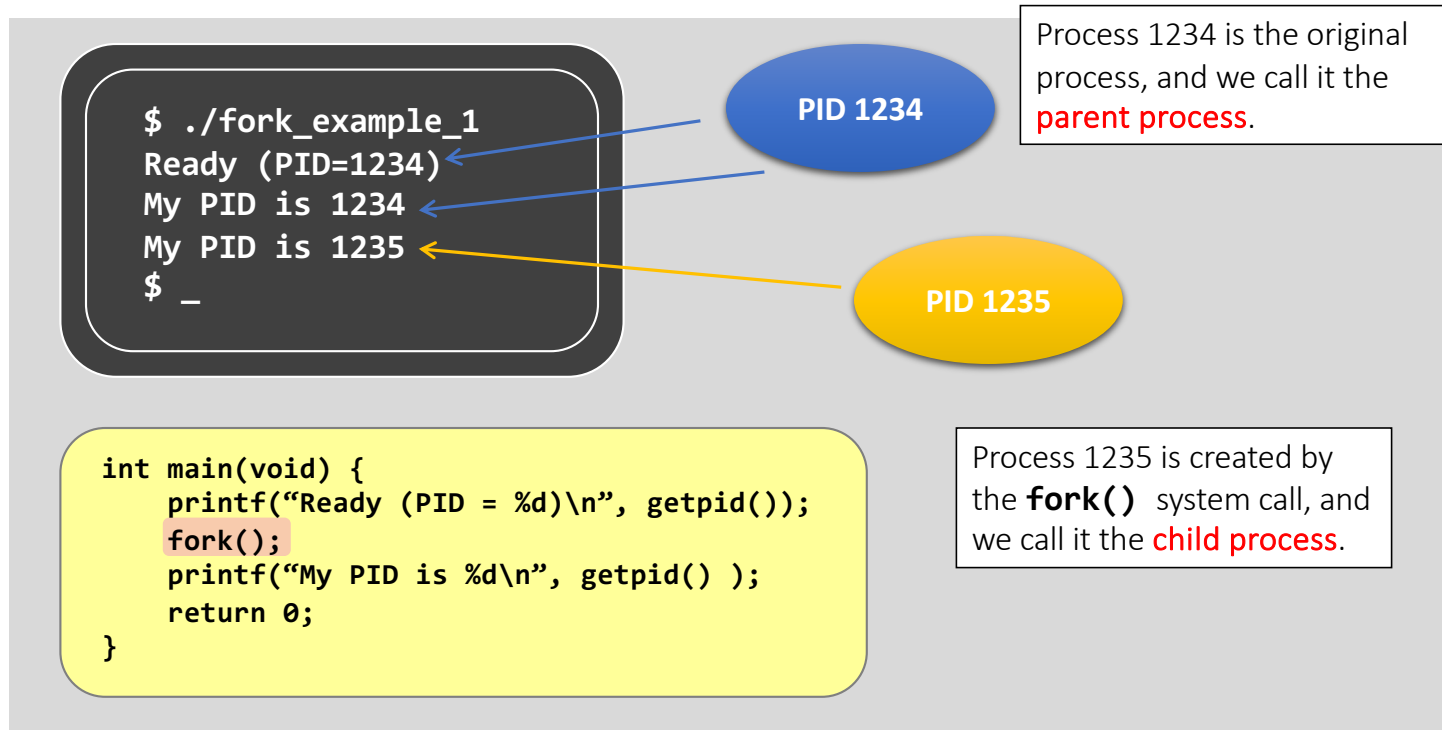 Process 1234 is the original
process, and we call it the
parent process.
PID 1234
$ ./fork_example_1
Ready (PID=1234)
My PID is 1234
My PID is 1235
$ _
PID 1235
int main(void) {
    printf(“Ready (PID = %d)\n”, getpid());
    fork();
    printf(“My PID is %d\n”, getpid() );
    return 0;
}
Process 1235 is created by
the fork() system call, and
we call it the child process.